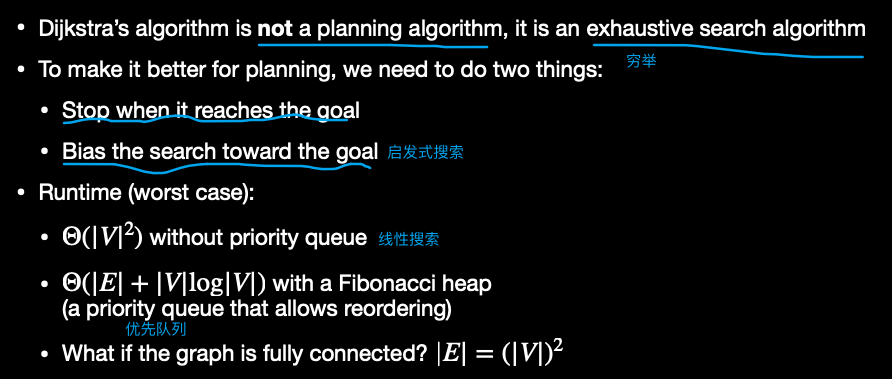 • Dijkstra's algorithm is not a planning algorithm, it is an exhaustive search algorithm
穷举
• To make it better for planning, we need to do two things:
• Stop when it reaches the goal
• Bias the search toward the goal 启发式搜索
• Runtime (worst case):
• Θ(|V|²) without priority queue 线性搜索
• Θ(|E| + |V|log|V|) with a Fibonacci heap
(a priority queue that allows reordering)
优先队列
• What if the graph is fully connected? |E| = (|V|)²